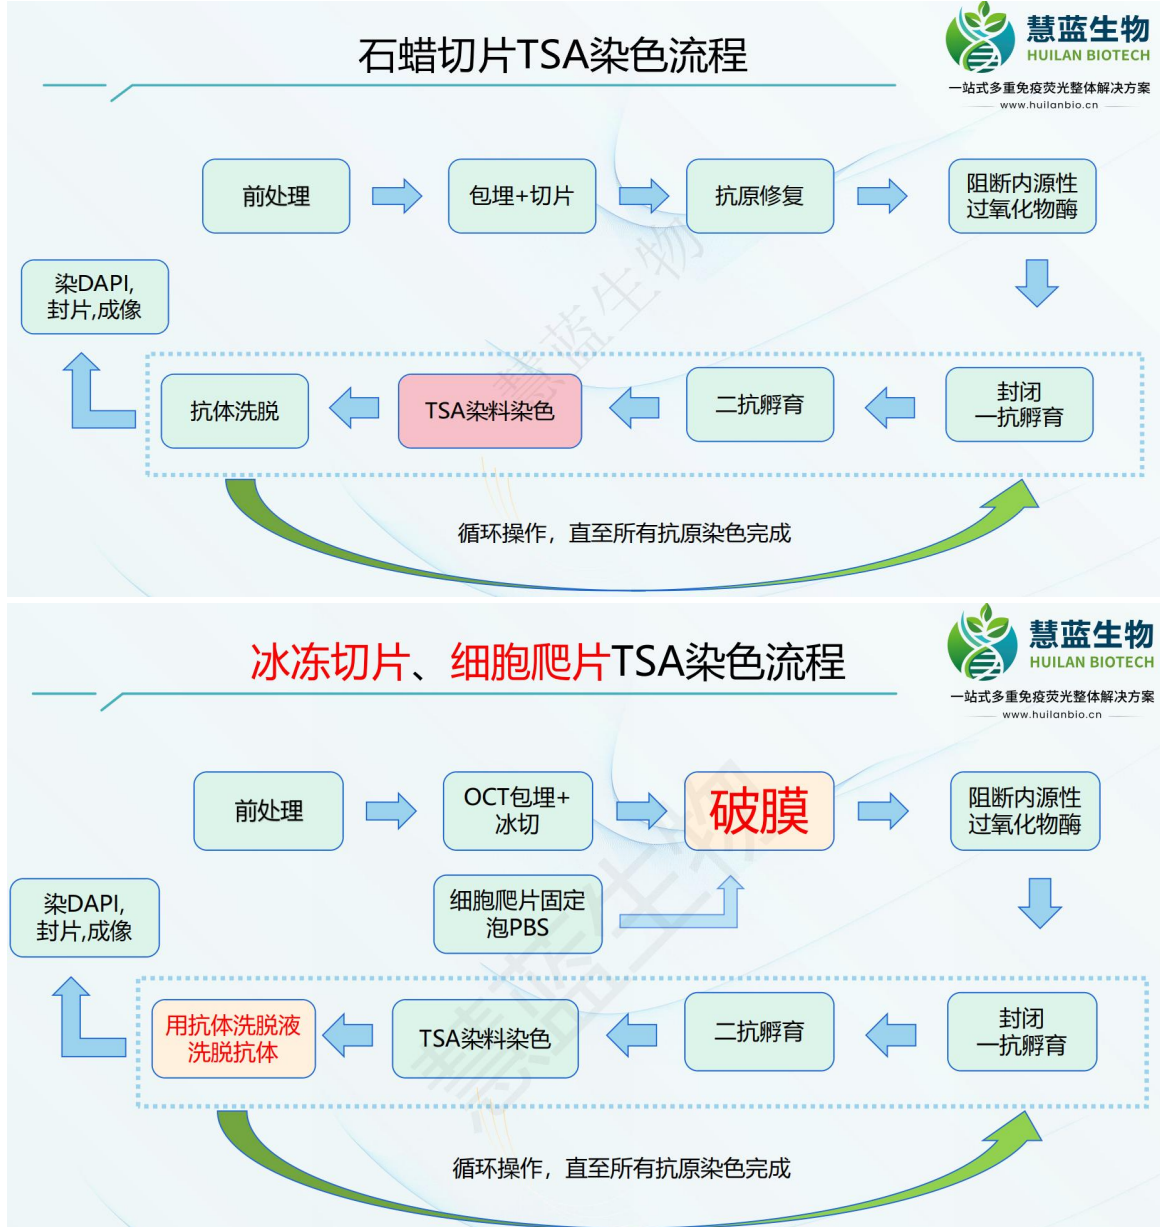 石蜡切片TSA染色流程
慧蓝生物
HUILAN BIOTECH
一站式多重免疫荧光整体解决方案
www.huilanbio.cn
前处理
包埋+切片
抗原修复
阻断内源性
过氧化物酶
染DAPI,
封片,成像
抗体洗脱
TSA染料染色
二抗孵育
封闭
一抗孵育
循环操作，直至所有抗原染色完成
慧蓝生物
冰冻切片、细胞爬片TSA染色流程
慧蓝生物
HUILAN BIOTECH
一站式多重免疫荧光整体解决方案
www.huilanbio.cn
前处理
OCT包埋+
冰切
破膜
阻断内源性
过氧化物酶
细胞爬片固定
泡PBS
染DAPI,
封片,成像
用抗体洗脱液
洗脱抗体
TSA染料染色
二抗孵育
封闭
一抗孵育
循环操作，直至所有抗原染色完成
慧蓝生物